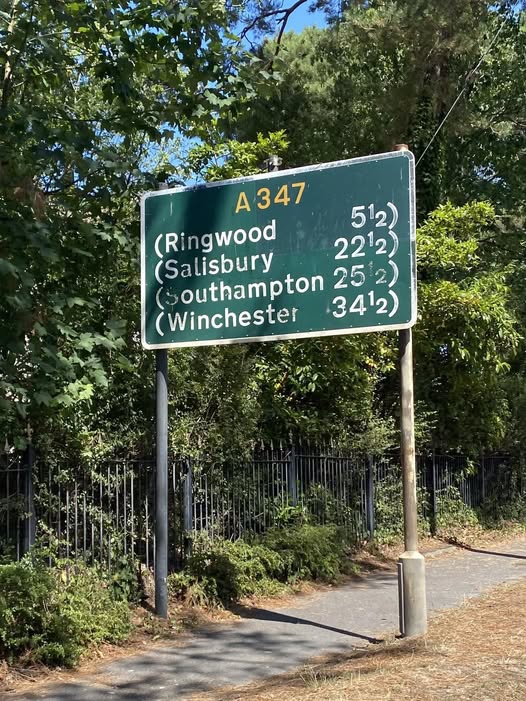 A 347
(Ringwood 5½)
(Salisbury 22½)
(Southampton 25½)
(Winchester 34½)